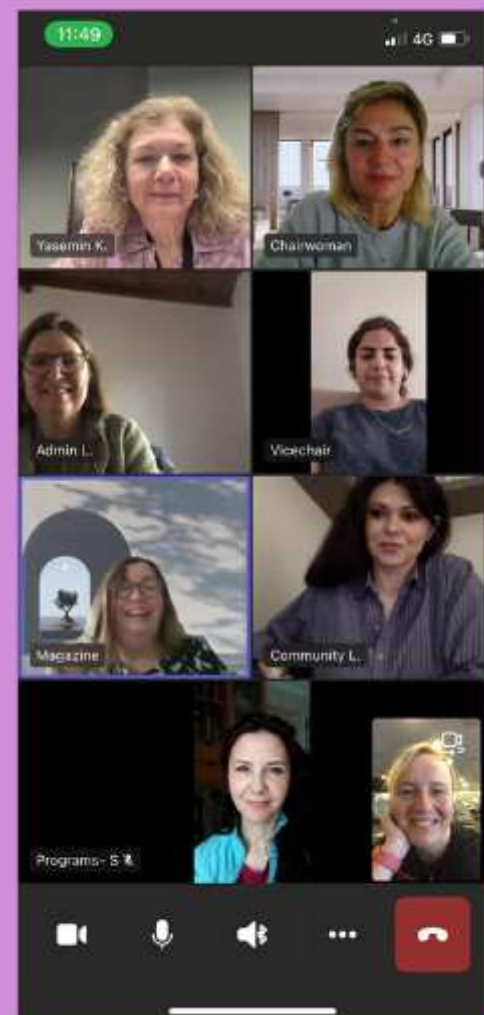 11:49
4G
Yasemin K.
Chairwoman
Admin L.
Vicechair
Magazine
Community L.
Programs- S